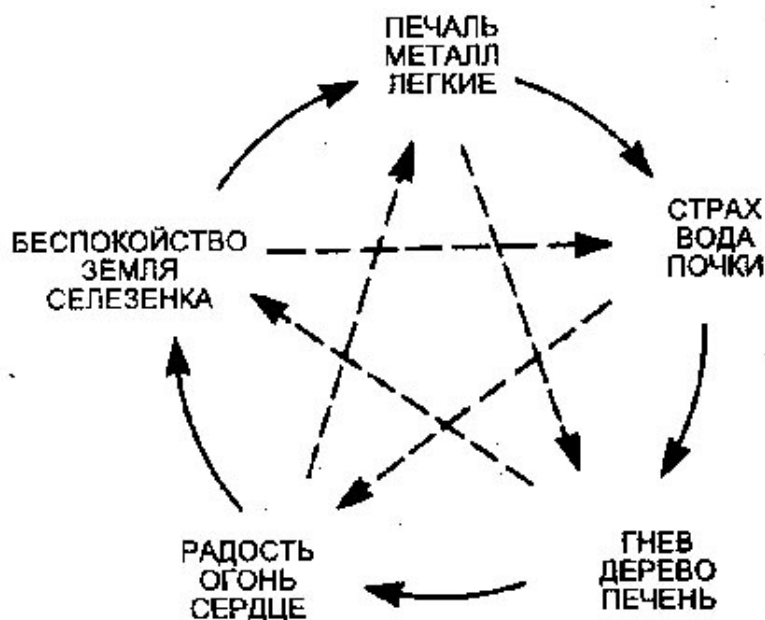 ПЕЧАЛЬ
МЕТАЛЛ
ЛЕГКИЕ
СТРАХ
ВОДА
ПОЧКИ
БЕСПОКОЙСТВО
ЗЕМЛЯ
СЕЛЕЗЕНКА
РАДОСТЬ
ОГОНЬ
СЕРДЦЕ
ГНЕВ
ДЕРЕВО
ПЕЧЕНЬ